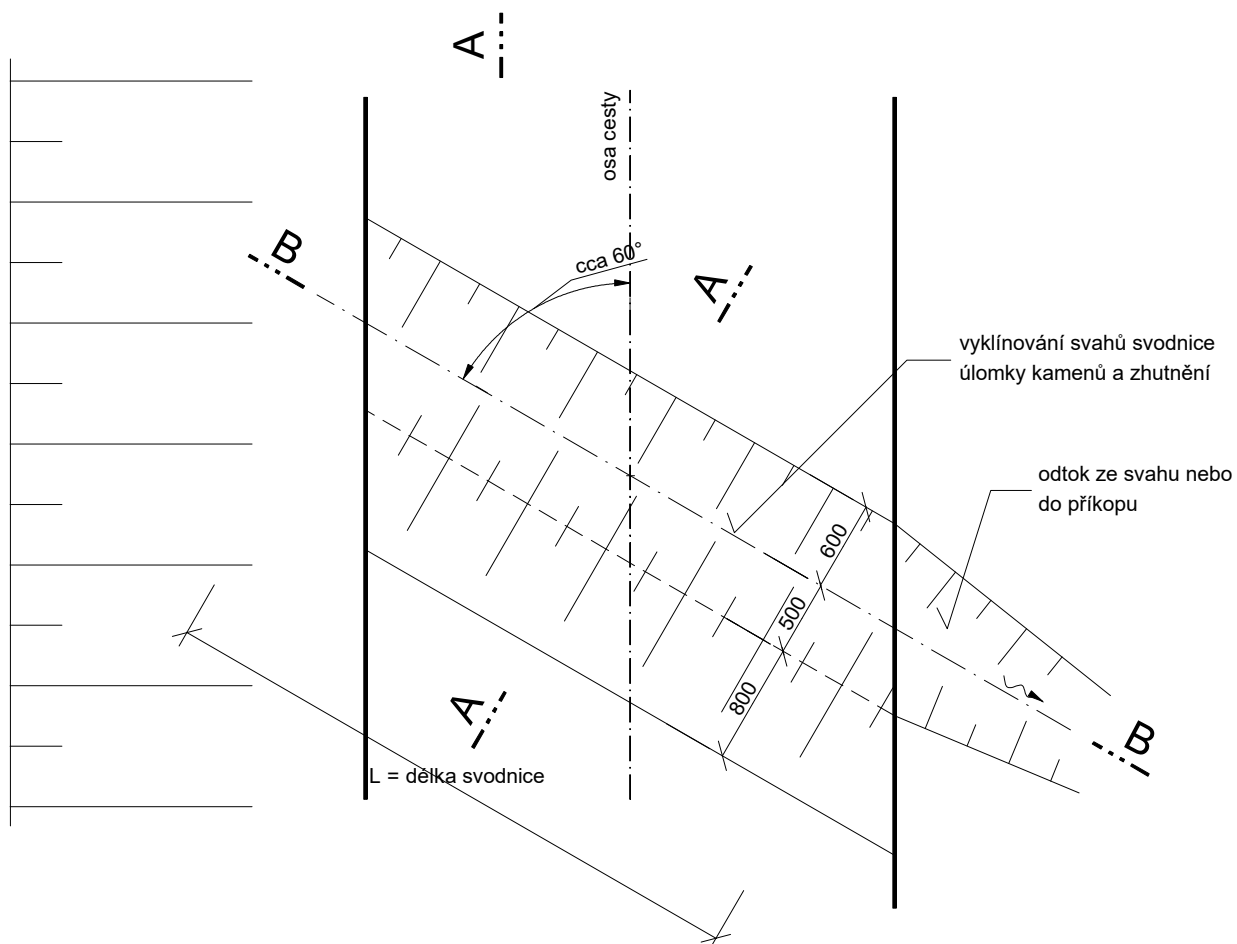 A
osa cesty
B
cca 60°
A
vyklínování svahů svodnice
úlomky kamenů a zhutnění
odtok ze svahu nebo
do příkopu
600
500
800
A
B
L = délka svodnice